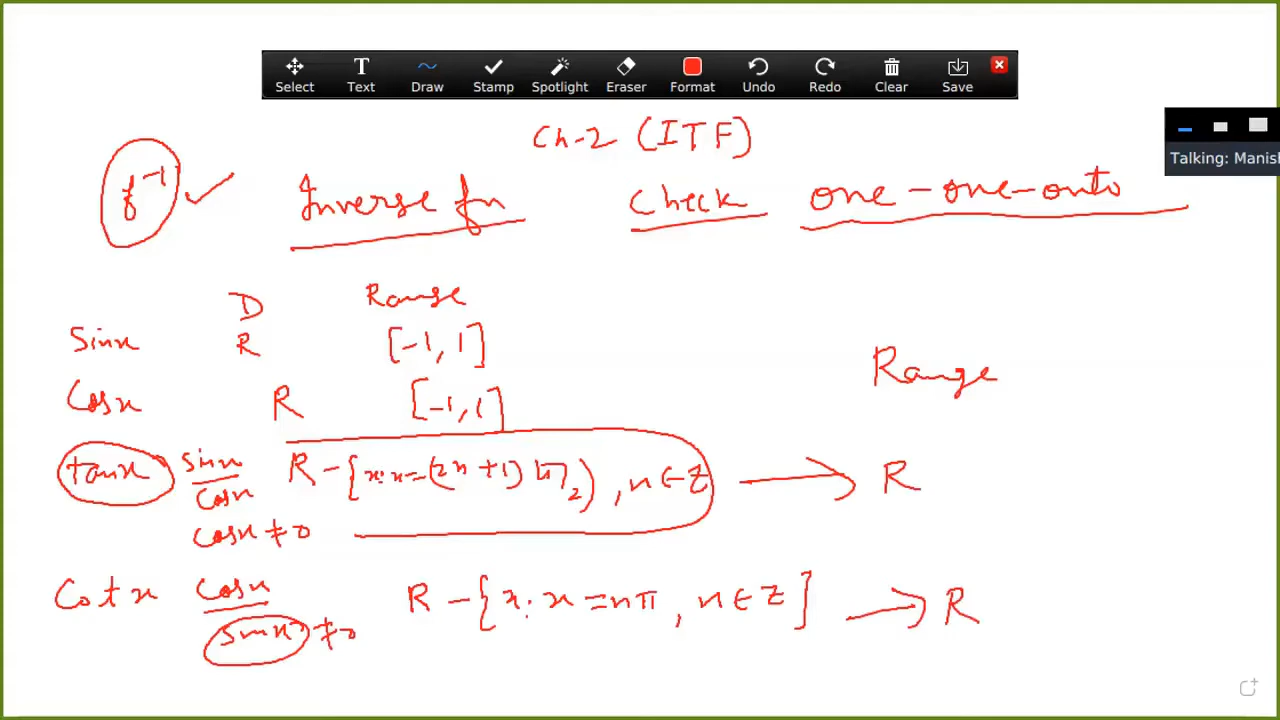 Select Text Draw Stamp Spotlight Eraser Format Undo Redo Clear Save
Talking: Manis
Ch-2 (ITF)
f⁻¹ ✓ Inverse fn Check one-one-onto
D Range
Sinx R [-1, 1]
Range
Cosx R [-1, 1]
tanx sinx/cosx R-{x:x=(2n+1)π/2), n∈Z → R
cosx≠0
Cotx cosx/sinx≠0 R-{x:x=nπ, n∈Z] → R